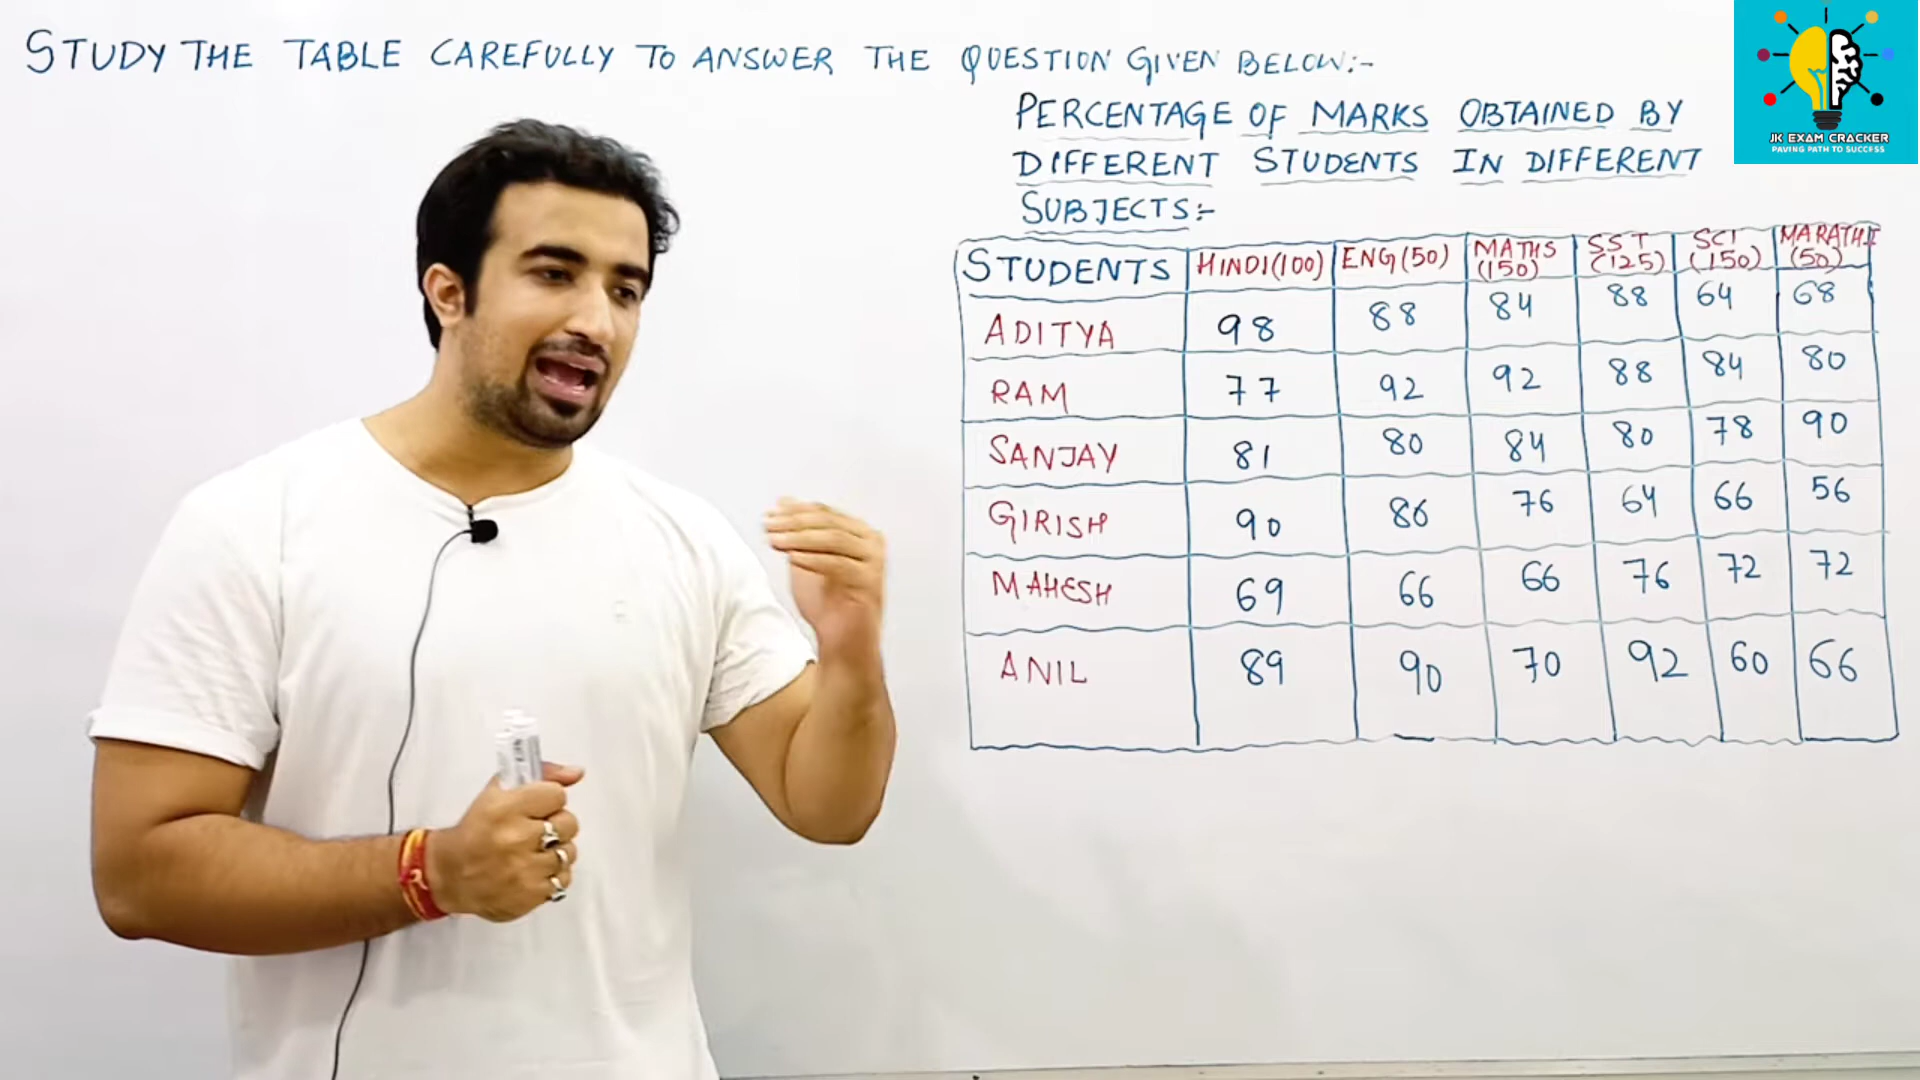 STUDY THE TABLE CAREFULLY TO ANSWER THE QUESTION GIVEN BELOW:-
JK EXAM CRACKER
PAVING PATH TO SUCCESS
PERCENTAGE OF MARKS OBTAINED BY
DIFFERENT STUDENTS IN DIFFERENT
SUBJECTS:-
STUDENTS HINDI(100) ENG(50) MATHS (150) SST (125) SCI (150) MARATHI (50)
ADITYA 98 88 84 88 64 68
RAM 77 92 92 88 84 80
SANJAY 81 80 84 80 78 90
GIRISH 90 86 76 64 66 56
MAHESH 69 66 66 76 72 72
ANIL 89 90 70 92 60 66